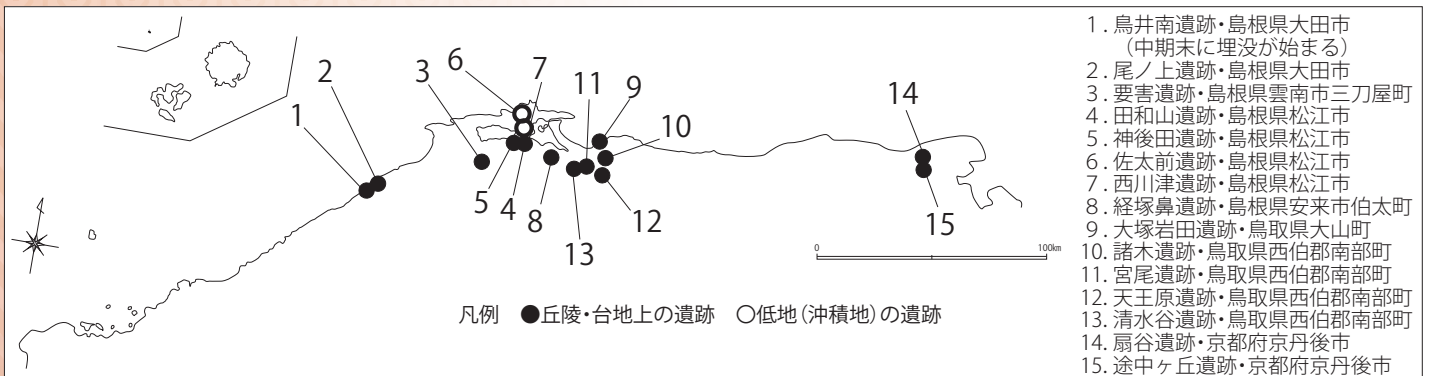 1
2
3
6
7
11
9
10
5
4
8
13
12
14
15
0
100km
凡例　●丘陵・台地上の遺跡　○低地（沖積地）の遺跡
1．鳥井南遺跡・島根県大田市
（中期末に埋没が始まる）
2．尾ノ上遺跡・島根県大田市
3．要害遺跡・島根県雲南市三刀屋町
4．田和山遺跡・島根県松江市
5．神後田遺跡・島根県松江市
6．佐太前遺跡・島根県松江市
7．西川津遺跡・島根県松江市
8．経塚鼻遺跡・島根県安来市伯太町
9．大塚岩田遺跡・鳥取県大山町
10．諸木遺跡・鳥取県西伯郡南部町
11．宮尾遺跡・鳥取県西伯郡南部町
12．天王原遺跡・鳥取県西伯郡南部町
13．清水谷遺跡・鳥取県西伯郡南部町
14．扇谷遺跡・京都府京丹後市
15．途中ヶ丘遺跡・京都府京丹後市